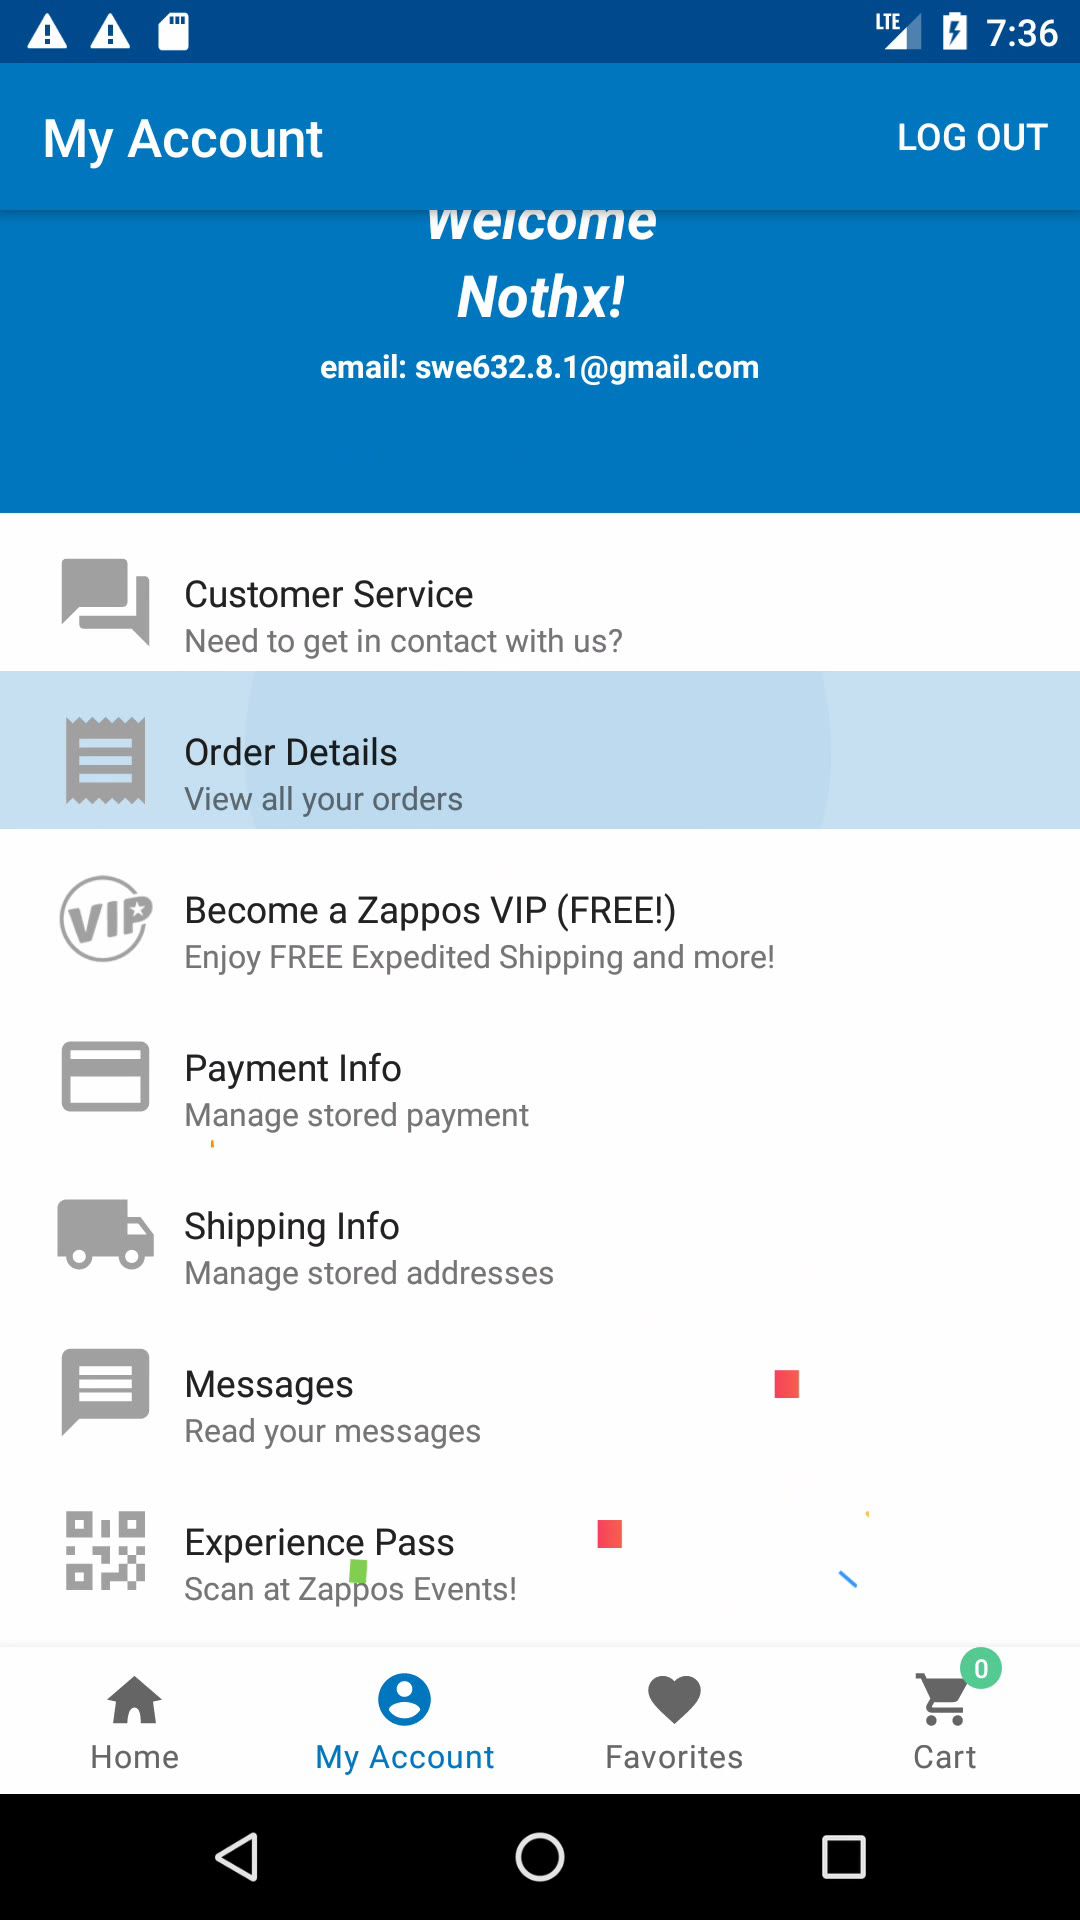 LTE 7:36
My Account LOG OUT
Welcome
Nothx!
email: swe632.8.1@gmail.com
Customer Service
Need to get in contact with us?
Order Details
View all your orders
VIP
Become a Zappos VIP (FREE!)
Enjoy FREE Expedited Shipping and more!
Payment Info
Manage stored payment
Shipping Info
Manage stored addresses
Messages
Read your messages
Experience Pass
Scan at Zappos Events!
0
Home My Account Favorites Cart